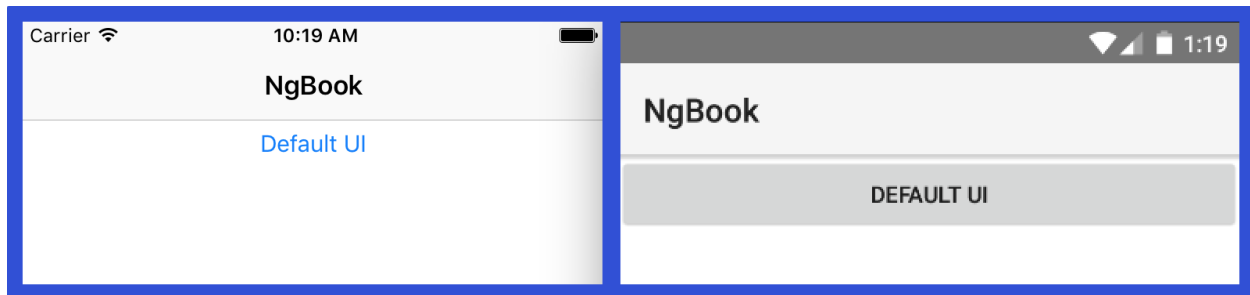 Carrier 10:19 AM
NgBook
Default UI
1:19
NgBook
DEFAULT UI